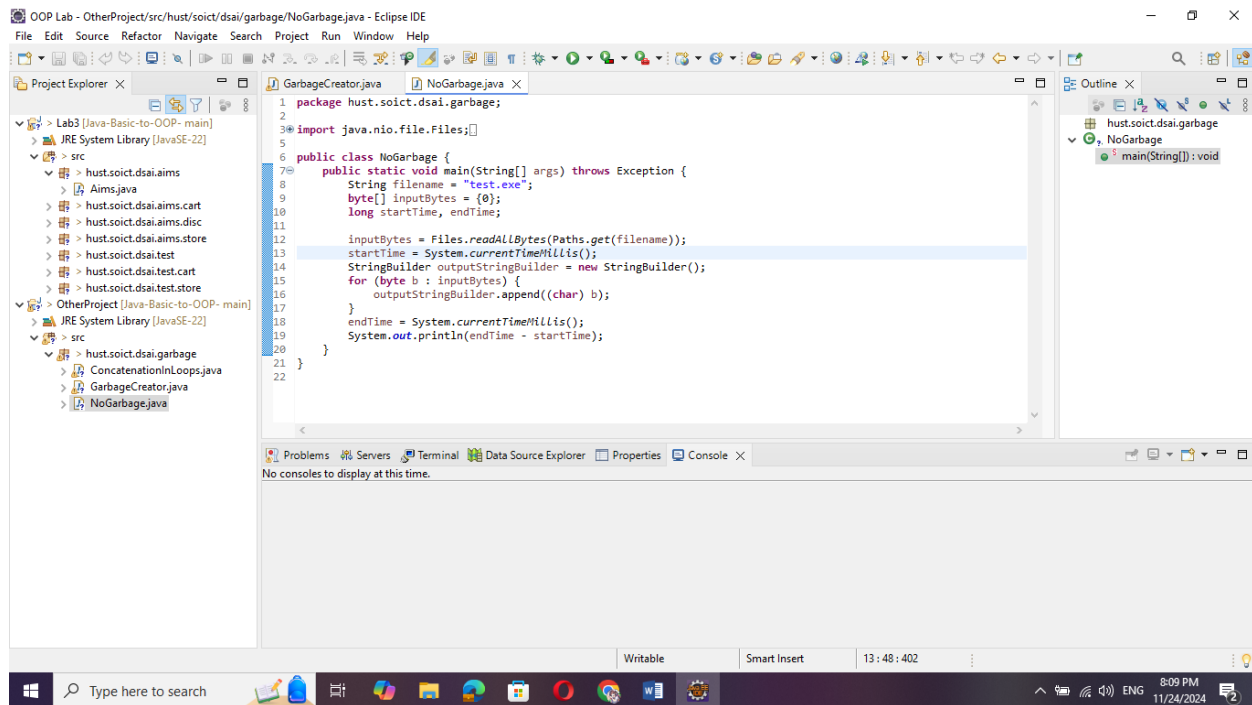 OOP Lab - OtherProject/src/hust/soict/dsai/garbage/NoGarbage.java - Eclipse IDE
File Edit Source Refactor Navigate Search Project Run Window Help
Project Explorer
Lab3 [Java-Basic-to-OOP- main]
JRE System Library [JavaSE-22]
> src
> hust.soict.dsai.aims
Aims.java
> hust.soict.dsai.aims.cart
> hust.soict.dsai.aims.disc
> hust.soict.dsai.aims.store
> hust.soict.dsai.test
> hust.soict.dsai.test.cart
> hust.soict.dsai.test.store
> OtherProject [Java-Basic-to-OOP- main]
JRE System Library [JavaSE-22]
> src
> hust.soict.dsai.garbage
ConcatenationInLoops.java
GarbageCreator.java
NoGarbage.java
GarbageCreator.java NoGarbage.java
1 package hust.soict.dsai.garbage;
2
3 import java.nio.file.Files;
5
6 public class NoGarbage {
7 public static void main(String[] args) throws Exception {
8 String filename = "test.exe";
9 byte[] inputBytes = {0};
10 long startTime, endTime;
11
12 inputBytes = Files.readAllBytes(Paths.get(filename));
13 startTime = System.currentTimeMillis();
14 StringBuilder outputStringBuilder = new StringBuilder();
15 for (byte b : inputBytes) {
16 outputStringBuilder.append((char) b);
17 }
18 endTime = System.currentTimeMillis();
19 System.out.println(endTime - startTime);
20 }
21 }
22
Outline
hust.soict.dsai.garbage
NoGarbage
main(String[]) : void
Problems Servers Terminal Data Source Explorer Properties Console
No consoles to display at this time.
Writable Smart Insert 13 : 48 : 402
Type here to search
ENG
8:09 PM
11/24/2024
2